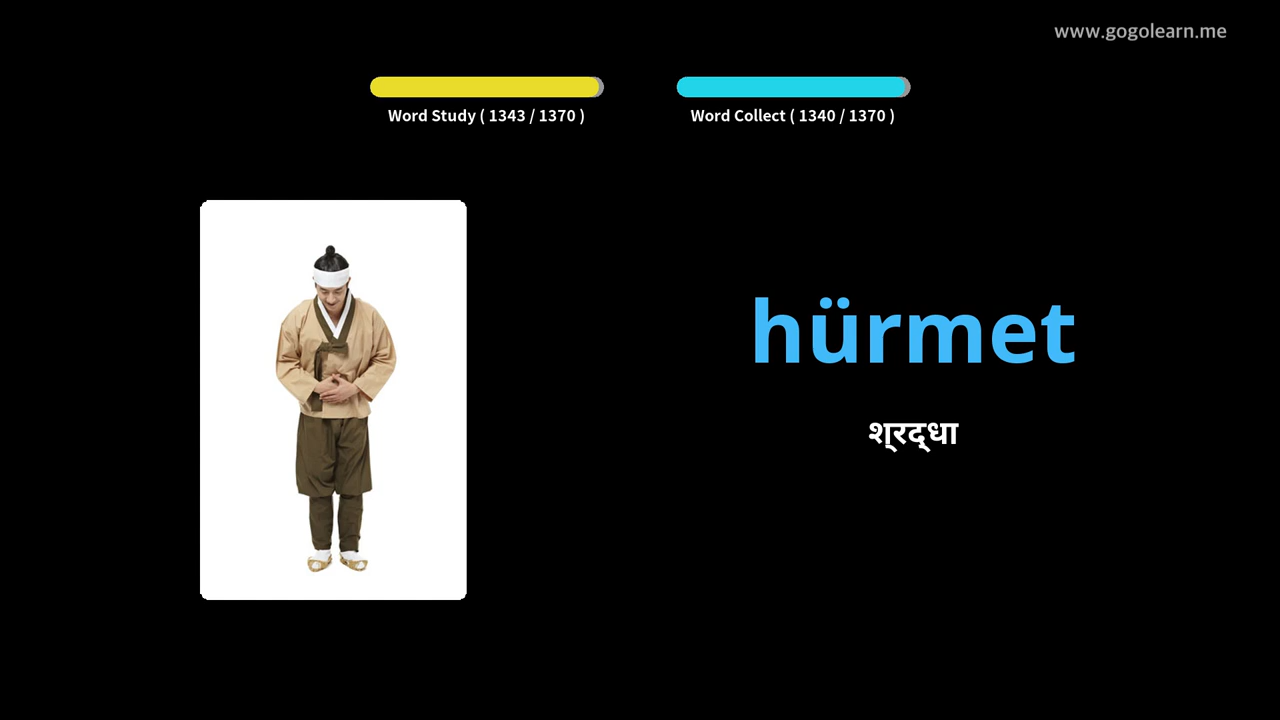 www.gogolearn.me
Word Study ( 1343 / 1370 )
Word Collect ( 1340 / 1370 )
hürmet
श्रद्धा